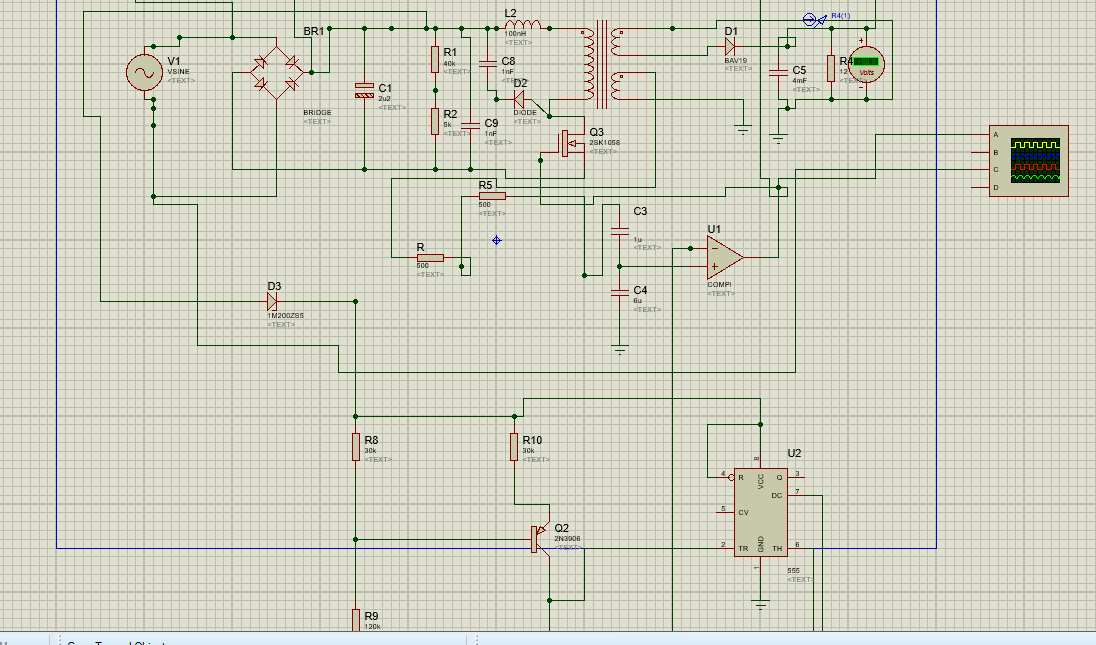 V1
VSINE
<TEXT>
BR1
BRIDGE
<TEXT>
C1
2u2
<TEXT>
R1
40k
<TEXT>
R2
5k
<TEXT>
L2
100nH
<TEXT>
C8
1nF
<TEXT>
D2
DIODE
<TEXT>
C9
1nF
<TEXT>
Q3
2SK1058
<TEXT>
D1
BAV19
<TEXT>
C5
4mF
<TEXT>
R4(1)
R4
12
<TEXT>
+
Volts
-
A
B
C
D
R5
500
<TEXT>
R
500
<TEXT>
C3
1u
<TEXT>
C4
6u
<TEXT>
U1
COMPI
<TEXT>
D3
<TEXT>
R8
30k
<TEXT>
R10
30k
<TEXT>
Q2
2N3906
<TEXT>
R9
120k
U2
8
VCC
4
R
Q
3
DC
7
5
CV
2
TR
GND
TH
6
1
555
<TEXT>